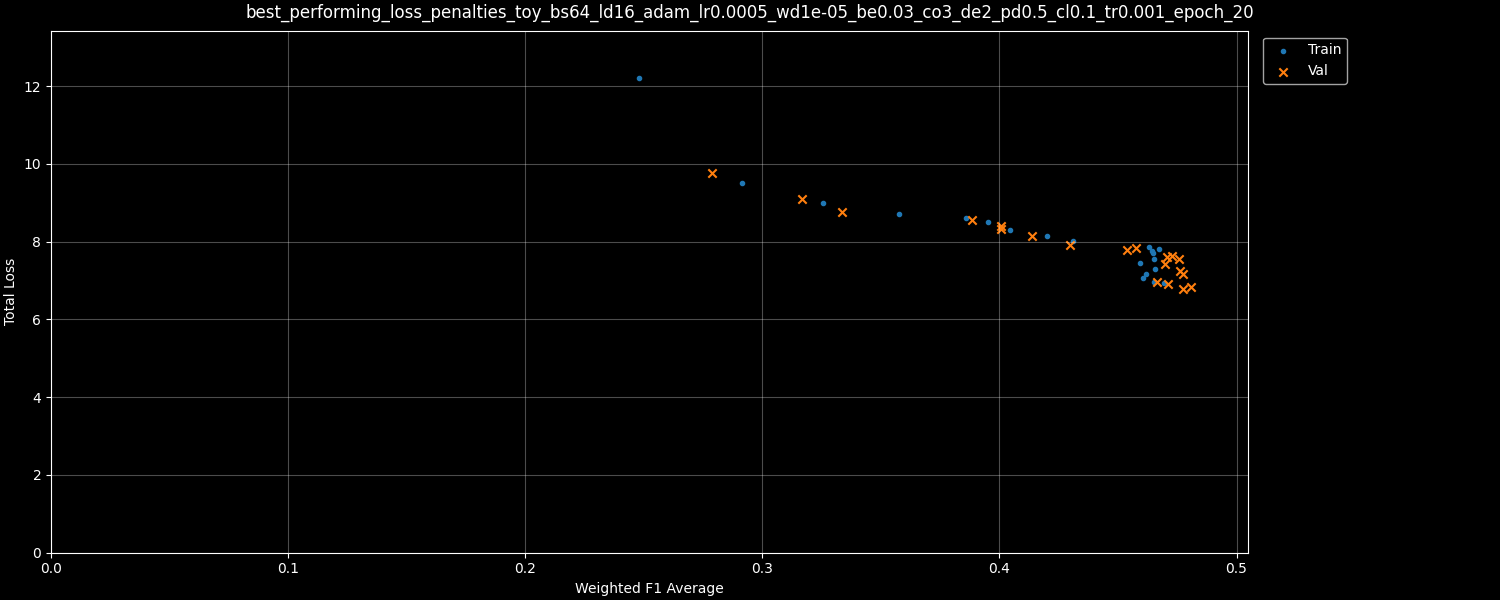 best_performing_loss_penalties_toy_bs64_ld16_adam_lr0.0005_wd1e-05_be0.03_co3_de2_pd0.5_cl0.1_tr0.001_epoch_20
Train
Val
Total Loss
12
10
8
6
4
2
0
0.0 0.1 0.2 0.3 0.4 0.5
Weighted F1 Average